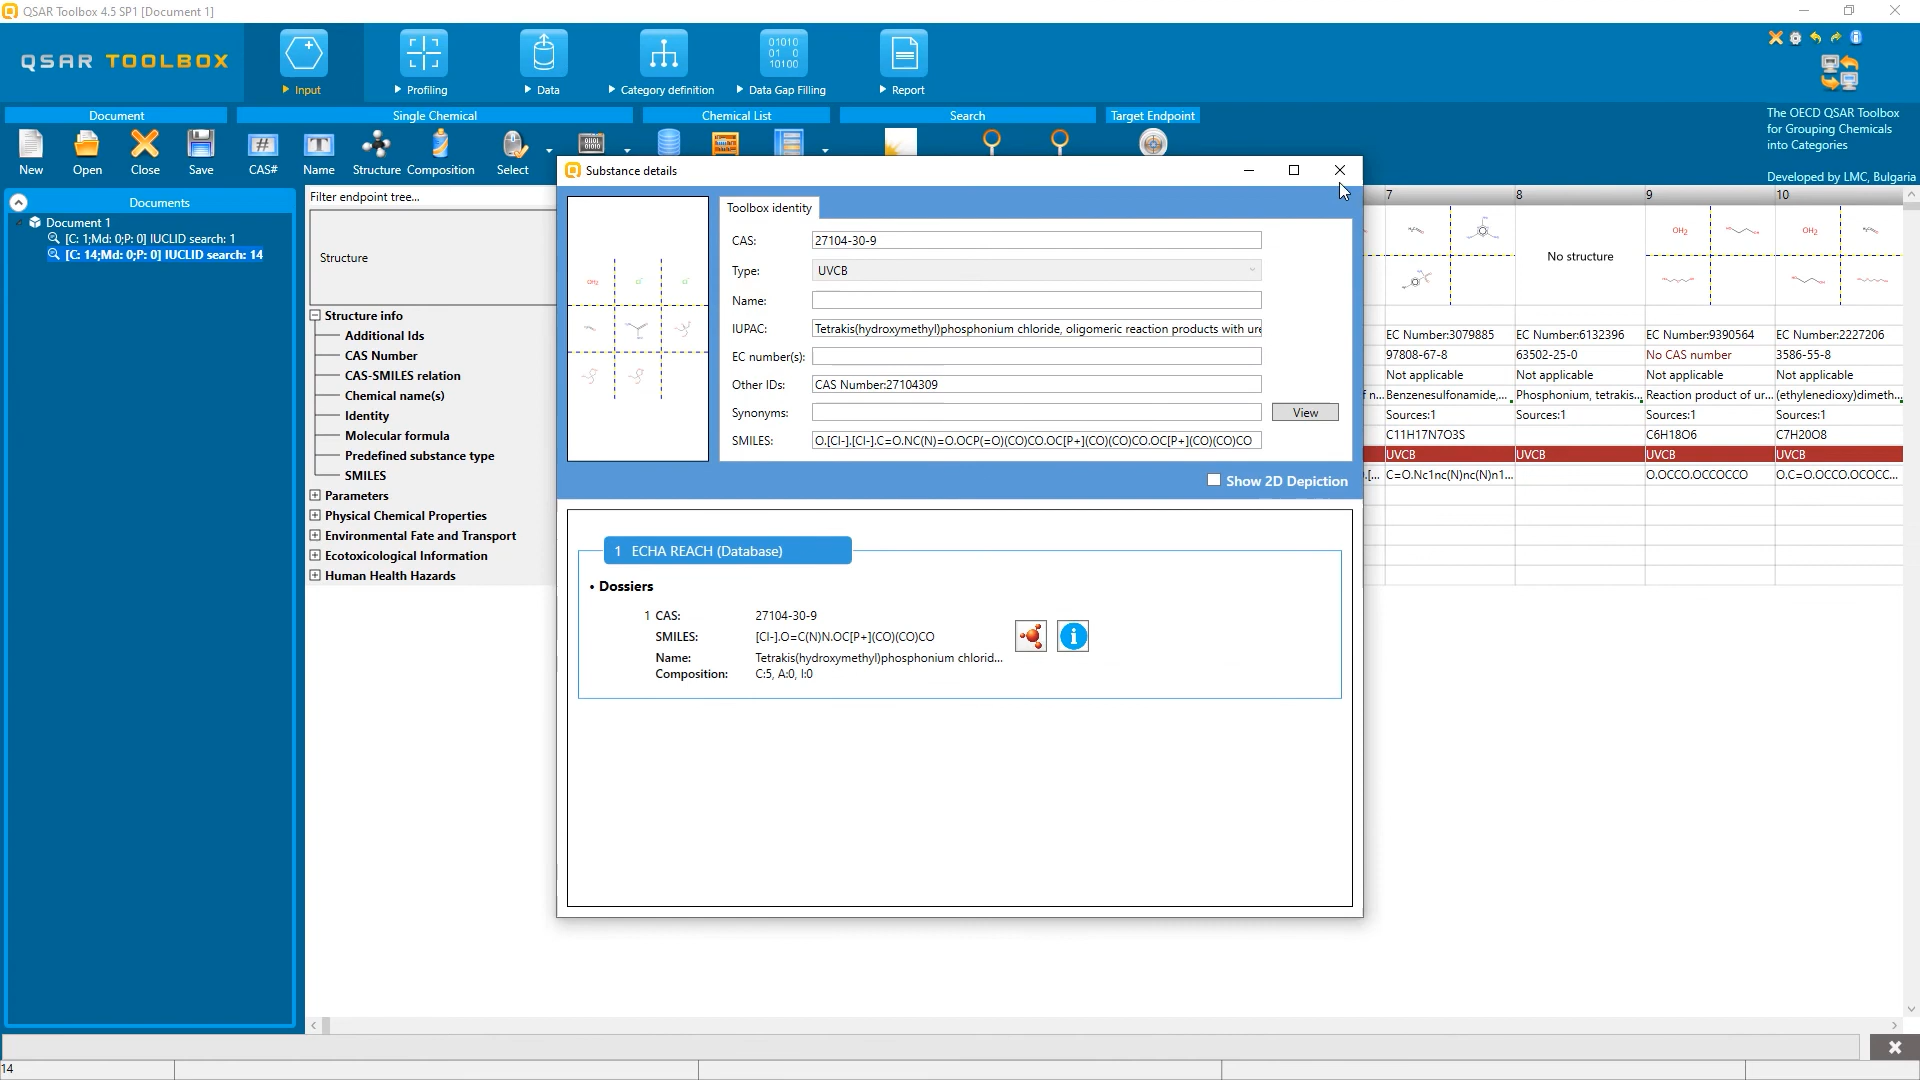 QSAR Toolbox 4.5 SP1 [Document 1]
QSAR TOOLBOX
01010
01 0
10100
Input
Profiling
Data
Category definition
Data Gap Filling
Report
The OECD QSAR Toolbox
for Grouping Chemicals
into Categories
Developed by LMC, Bulgaria
Document
Single Chemical
Chemical List
Search
Target Endpoint
New
Open
Close
Save
#
CAS#
T
Name
Structure
Composition
Select
Documents
Document 1
[C: 1;Md: 0;P: 0] IUCLID search: 1
[C: 14;Md: 0;P: 0] IUCLID search: 14
Filter endpoint tree...
Structure
Structure info
Additional Ids
CAS Number
CAS-SMILES relation
Chemical name(s)
Identity
Molecular formula
Predefined substance type
SMILES
Parameters
Physical Chemical Properties
Environmental Fate and Transport
Ecotoxicological Information
Human Health Hazards
Substance details
Toolbox identity
CAS: 27104-30-9
Type: UVCB
Name:
IUPAC: Tetrakis(hydroxymethyl)phosphonium chloride, oligomeric reaction products with ure
EC number(s):
Other IDs: CAS Number:27104309
Synonyms:
View
SMILES: O.[Cl-].[Cl-].C=O.NC(N)=O.OCP(=O)(CO)CO.OC[P+](CO)(CO)CO.OC[P+](CO)(CO)CO
Show 2D Depiction
1 ECHA REACH (Database)
• Dossiers
1 CAS: 27104-30-9
SMILES: [Cl-].O=C(N)N.OC[P+](CO)(CO)CO
Name: Tetrakis(hydroxymethyl)phosphonium chlorid...
Composition: C:5, A:0, I:0
7 8 9 10
No structure
OH2
OH2
EC Number:3079885 EC Number:6132396 EC Number:9390564 EC Number:2227206
97808-67-8 63502-25-0 No CAS number 3586-55-8
Not applicable Not applicable Not applicable Not applicable
f n... Benzenesulfonamide,... Phosphonium, tetrakis... Reaction product of ur... (ethylenedioxy)dimeth...
Sources:1 Sources:1 Sources:1 Sources:1
C11H17N7O3S C6H18O6 C7H20O8
UVCB UVCB UVCB UVCB
.[... C=O.Nc1nc(N)nc(N)n1... O.OCCO.OCCOCCO O.C=O.OCCO.OCOCC...
14